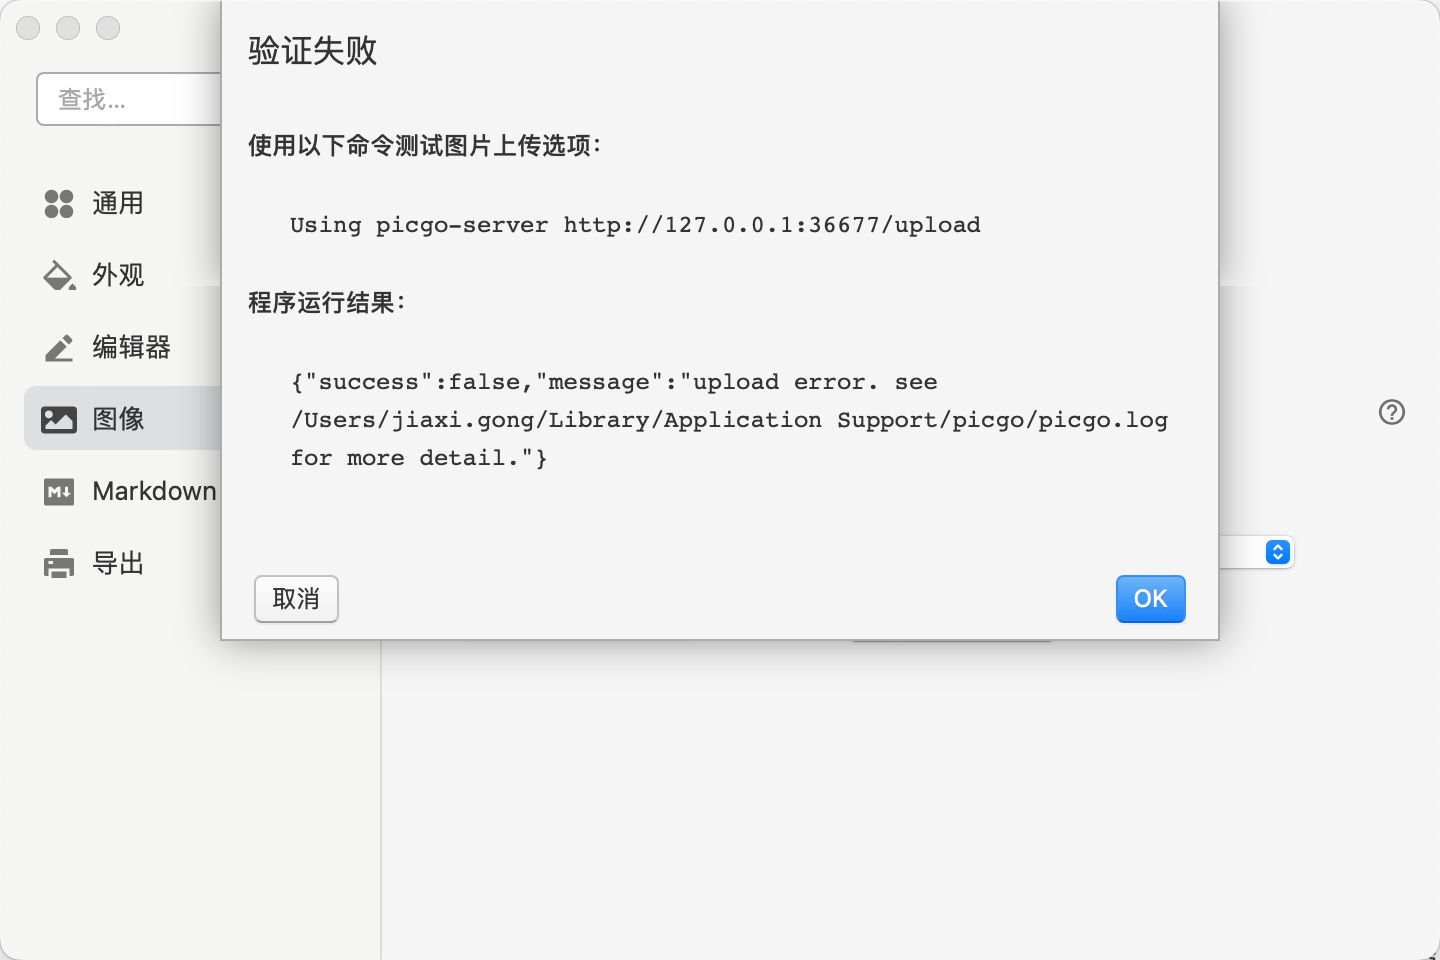 验证失败
查找...
使用以下命令测试图片上传选项：
通用
Using picgo-server http://127.0.0.1:36677/upload
外观
程序运行结果：
编辑器
{"success":false,"message":"upload error. see
/Users/jiaxi.gong/Library/Application Support/picgo/picgo.log
for more detail."}
图像
Markdown
导出
取消
OK